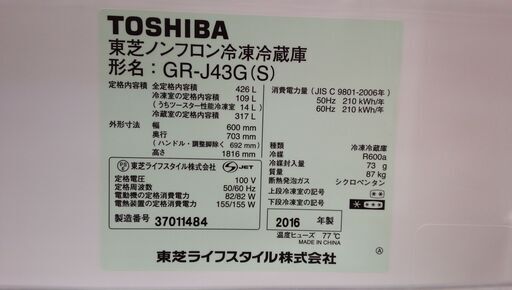 TOSHIBA
東芝ノンフロン冷凍冷蔵庫
形名：GR-J43G(S)
定格内容積 全定格内容積 426 L
冷凍室の定格内容積 109 L
(うちツースター性能冷凍室 14 L)
冷蔵室の定格内容積 317 L
外形寸法 幅 600 mm
奥行 703 mm
(ハンドル・調整脚除く 692 mm)
高さ 1816 mm
消費電力量 (JIS C 9801-2006年)
50Hz 210 kWh/年
60Hz 210 kWh/年
種類 冷凍冷蔵庫
冷媒 R600a
冷媒封入量 73 g
質量 87 kg
断熱発泡ガス シクロペンタン
上段冷凍室の記号 **
下段冷凍室の記号 ****
東芝ライフスタイル株式会社
S JET
定格電圧 100 V
定格周波数 50/60 Hz
電動機の定格消費電力 82/82 W
電熱装置の定格消費電力 155/155 W
製造番号 37011484
2016 年製
温度ヒューズ 77℃
MADE IN CHINA
A
東芝ライフスタイル株式会社